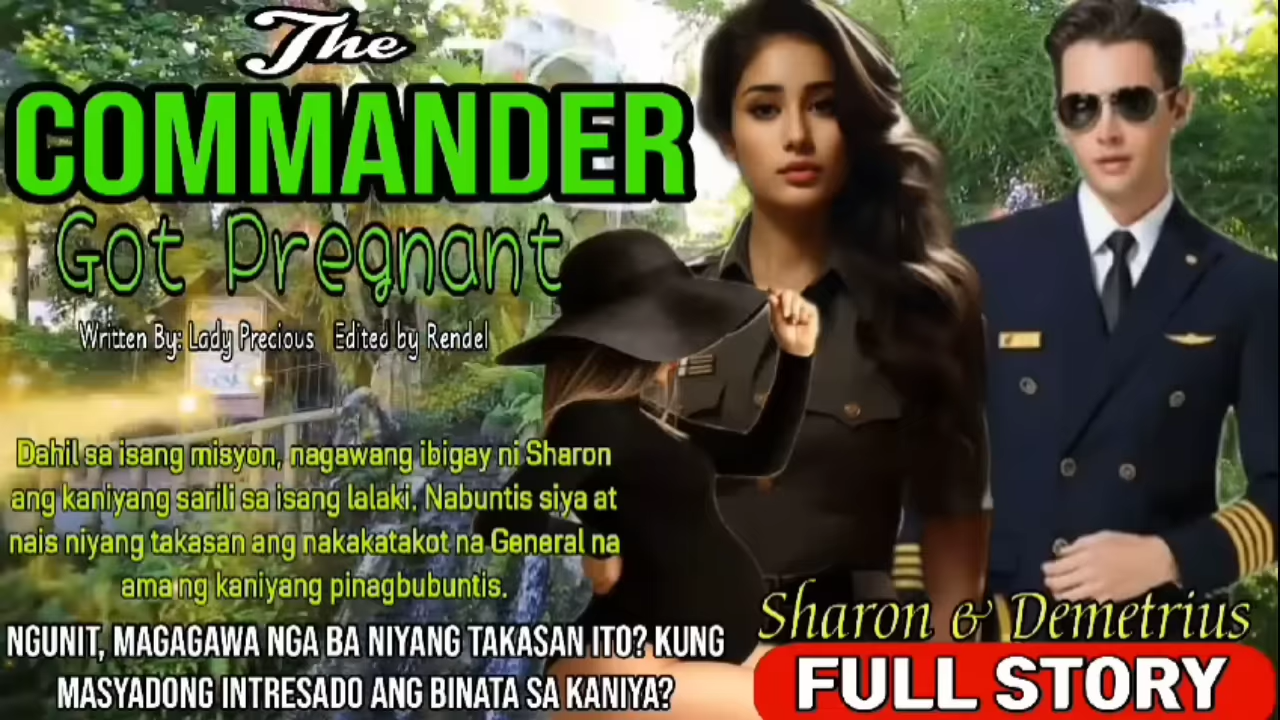 The
COMMANDER
Got Pregnant
Written By: Lady Precious Edited by Rendel
Dahil sa isang misyon, nagawang ibigay ni Sharon
ang kaniyang sarili sa isang lalaki. Nabuntis siya at
nais niyang takasan ang nakakatakot na General na
ama ng kaniyang pinagbubuntis.
NGUNIT, MAGAGAWA NGA BA NIYANG TAKASAN ITO? KUNG
MASYADONG INTRESADO ANG BINATA SA KANIYA?
Sharon & Demetrius
FULL STORY